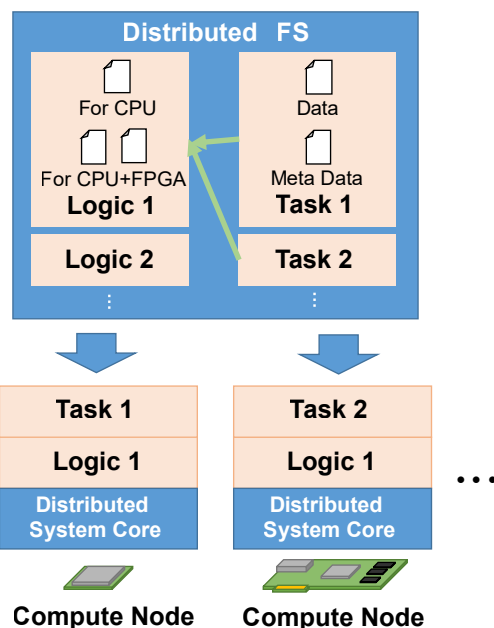 Distributed FS
For CPU
For CPU+FPGA
Logic 1
Logic 2
⋮
Data
Meta Data
Task 1
Task 2
⋮
Task 1
Logic 1
Distributed
System Core
Compute Node
Task 2
Logic 1
Distributed
System Core
Compute Node
...